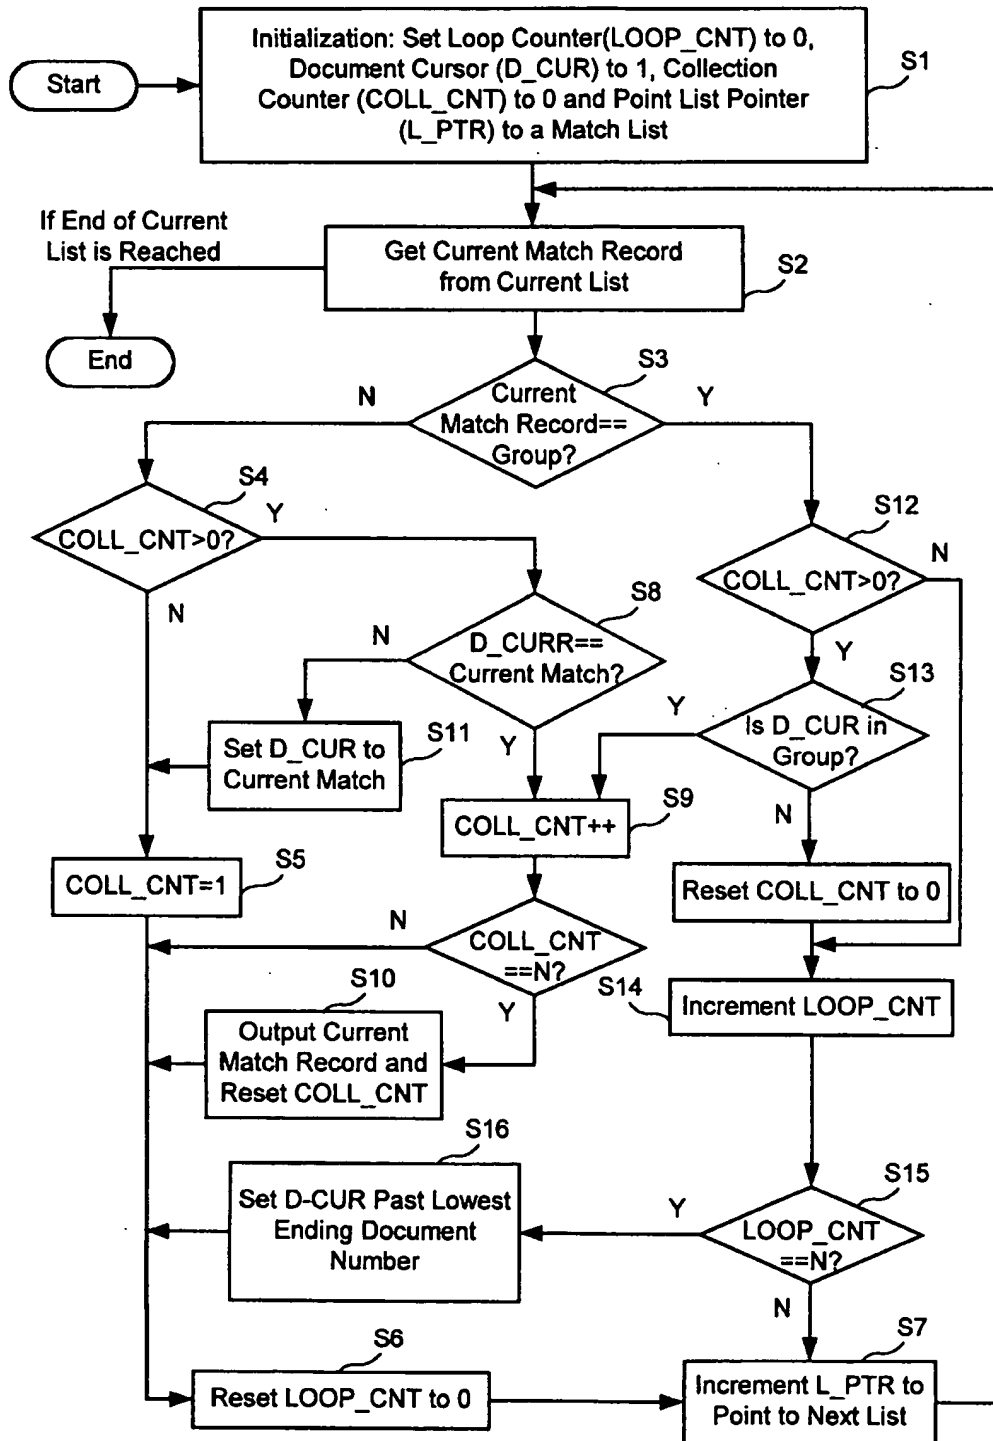 Initialization: Set Loop Counter(LOOP_CNT) to 0,
Document Cursor (D_CUR) to 1, Collection
Counter (COLL_CNT) to 0 and Point List Pointer
(L_PTR) to a Match List
S1
Start
If End of Current
List is Reached
Get Current Match Record
from Current List
S2
End
S3
N
Current
Match Record==
Group?
Y
S4
COLL_CNT>0?
Y
N
S12
COLL_CNT>0?
N
Y
S8
N
D_CURR==
Current Match?
Y
S13
Y
Is D_CUR in
Group?
N
Set D_CUR to
Current Match
S11
COLL_CNT++
S9
COLL_CNT=1
S5
Reset COLL_CNT to 0
N
COLL_CNT
==N?
Y
S14
Increment LOOP_CNT
S10
Output Current
Match Record and
Reset COLL_CNT
S16
Set D-CUR Past Lowest
Ending Document
Number
S15
Y
LOOP_CNT
==N?
N
S6
Reset LOOP_CNT to 0
S7
Increment L_PTR to
Point to Next List